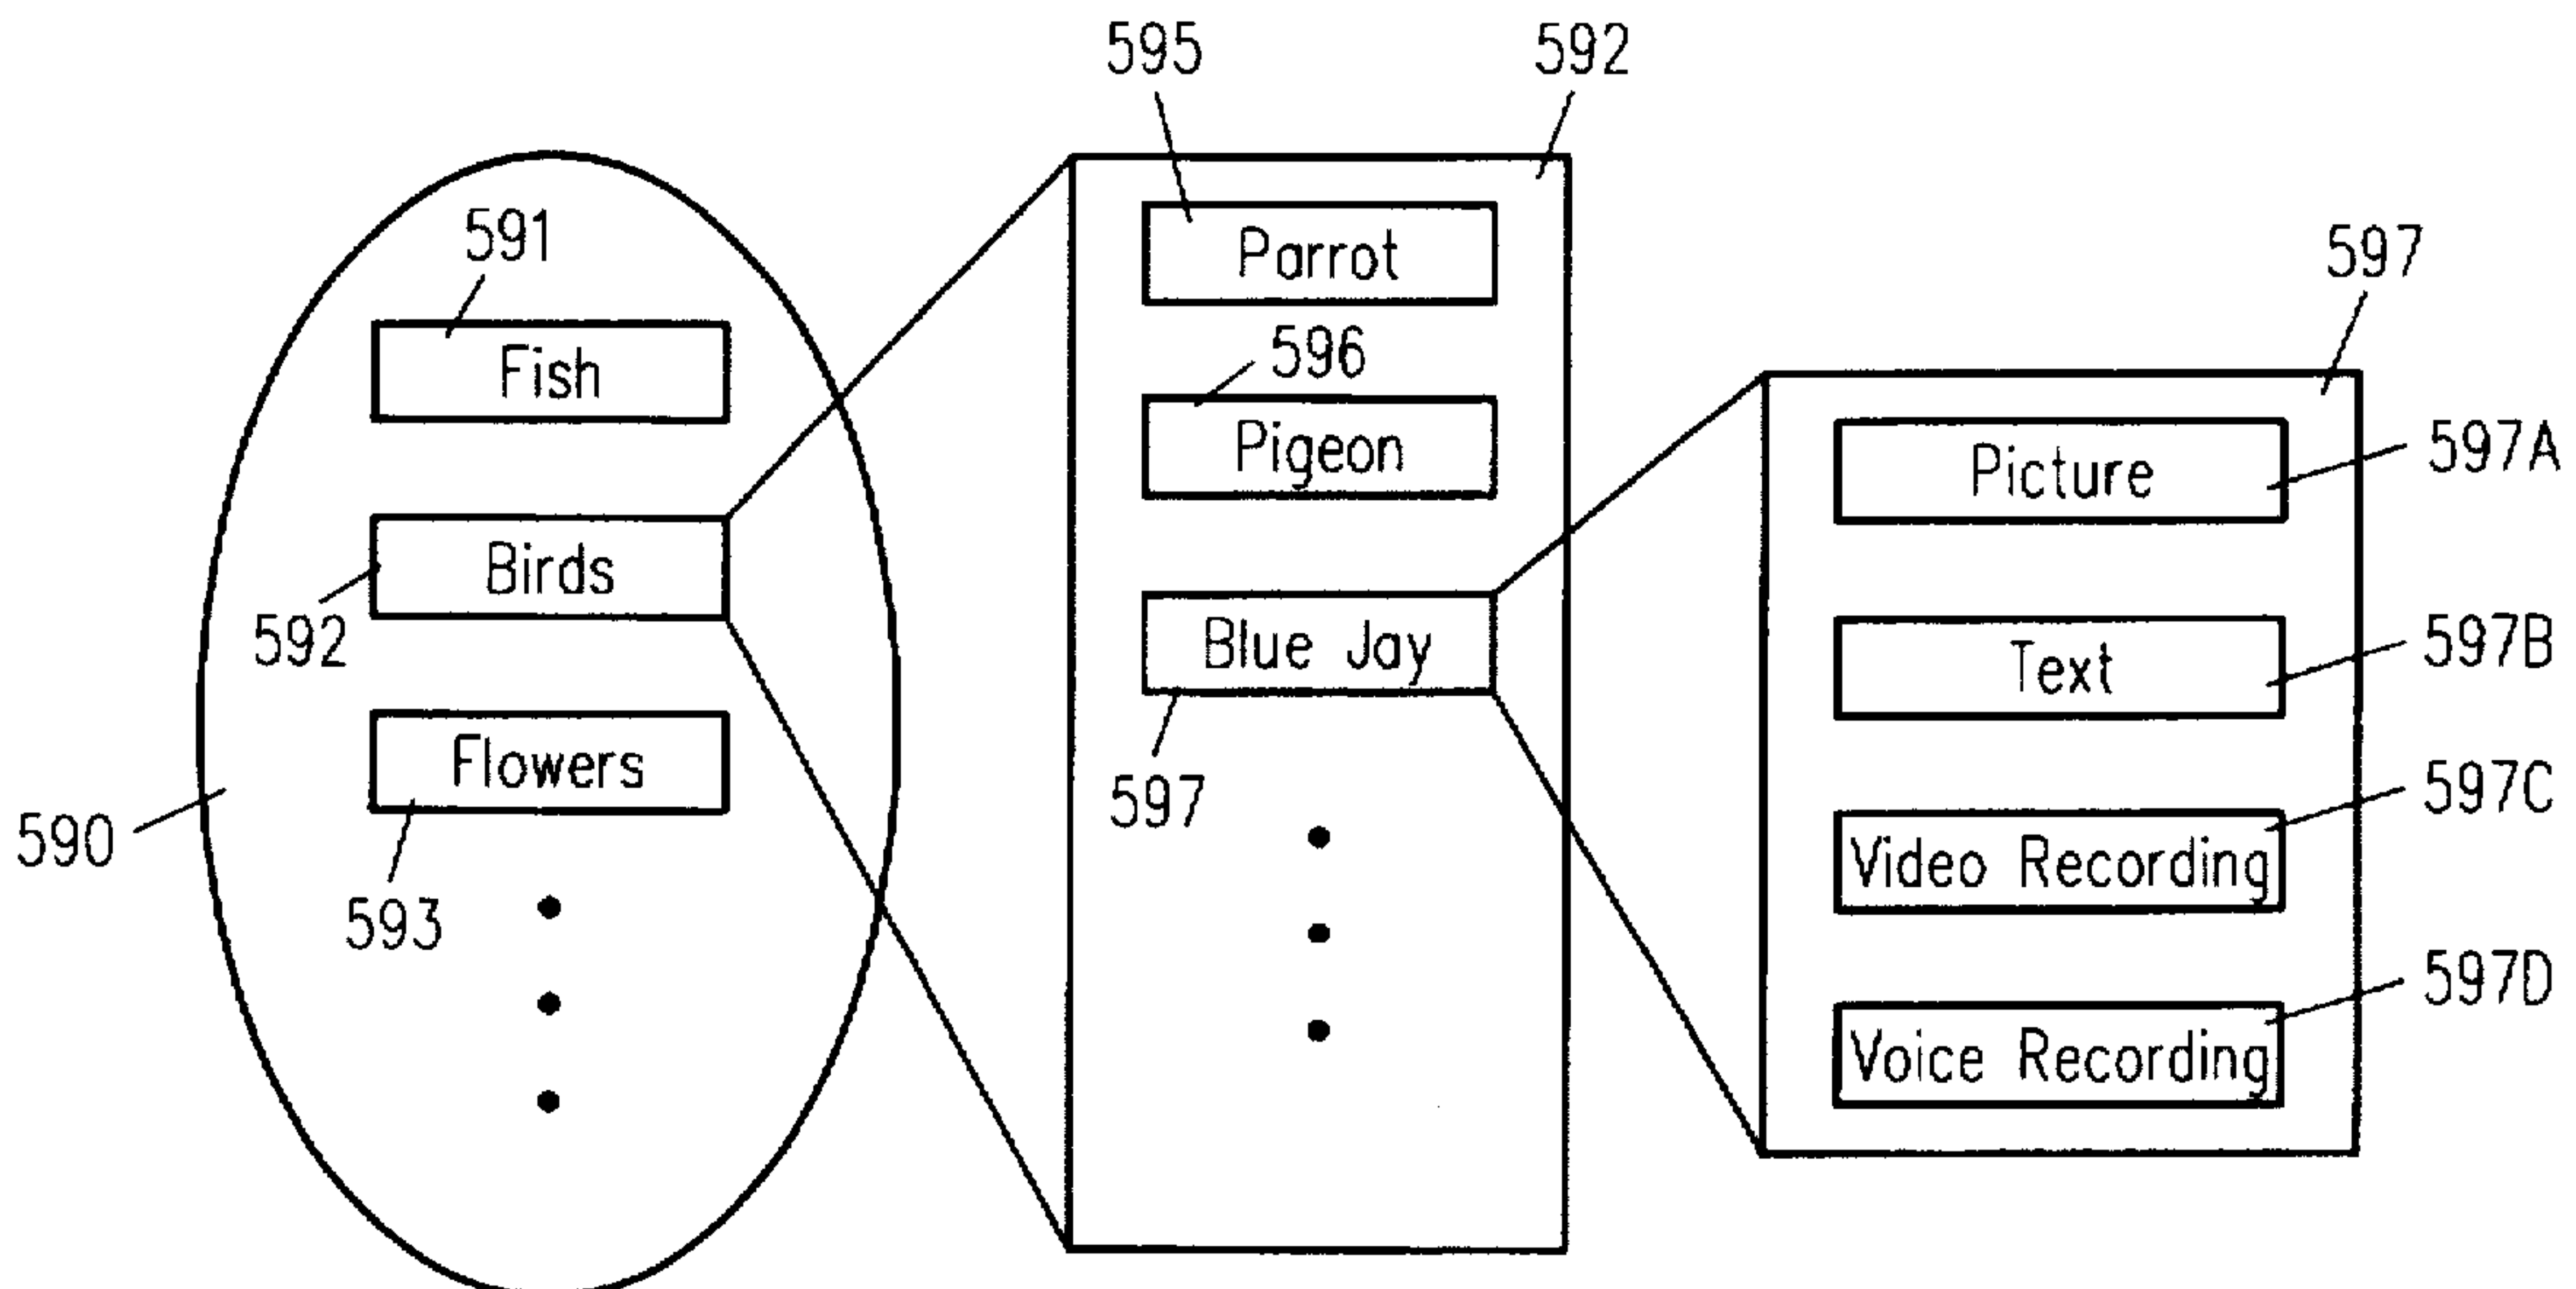 595
592
591
Parrot
597
Fish
596
Pigeon
Picture
597A
Birds
592
Blue Jay
Text
597B
Flowers
597
597C
590
593
Video Recording
597D
Voice Recording